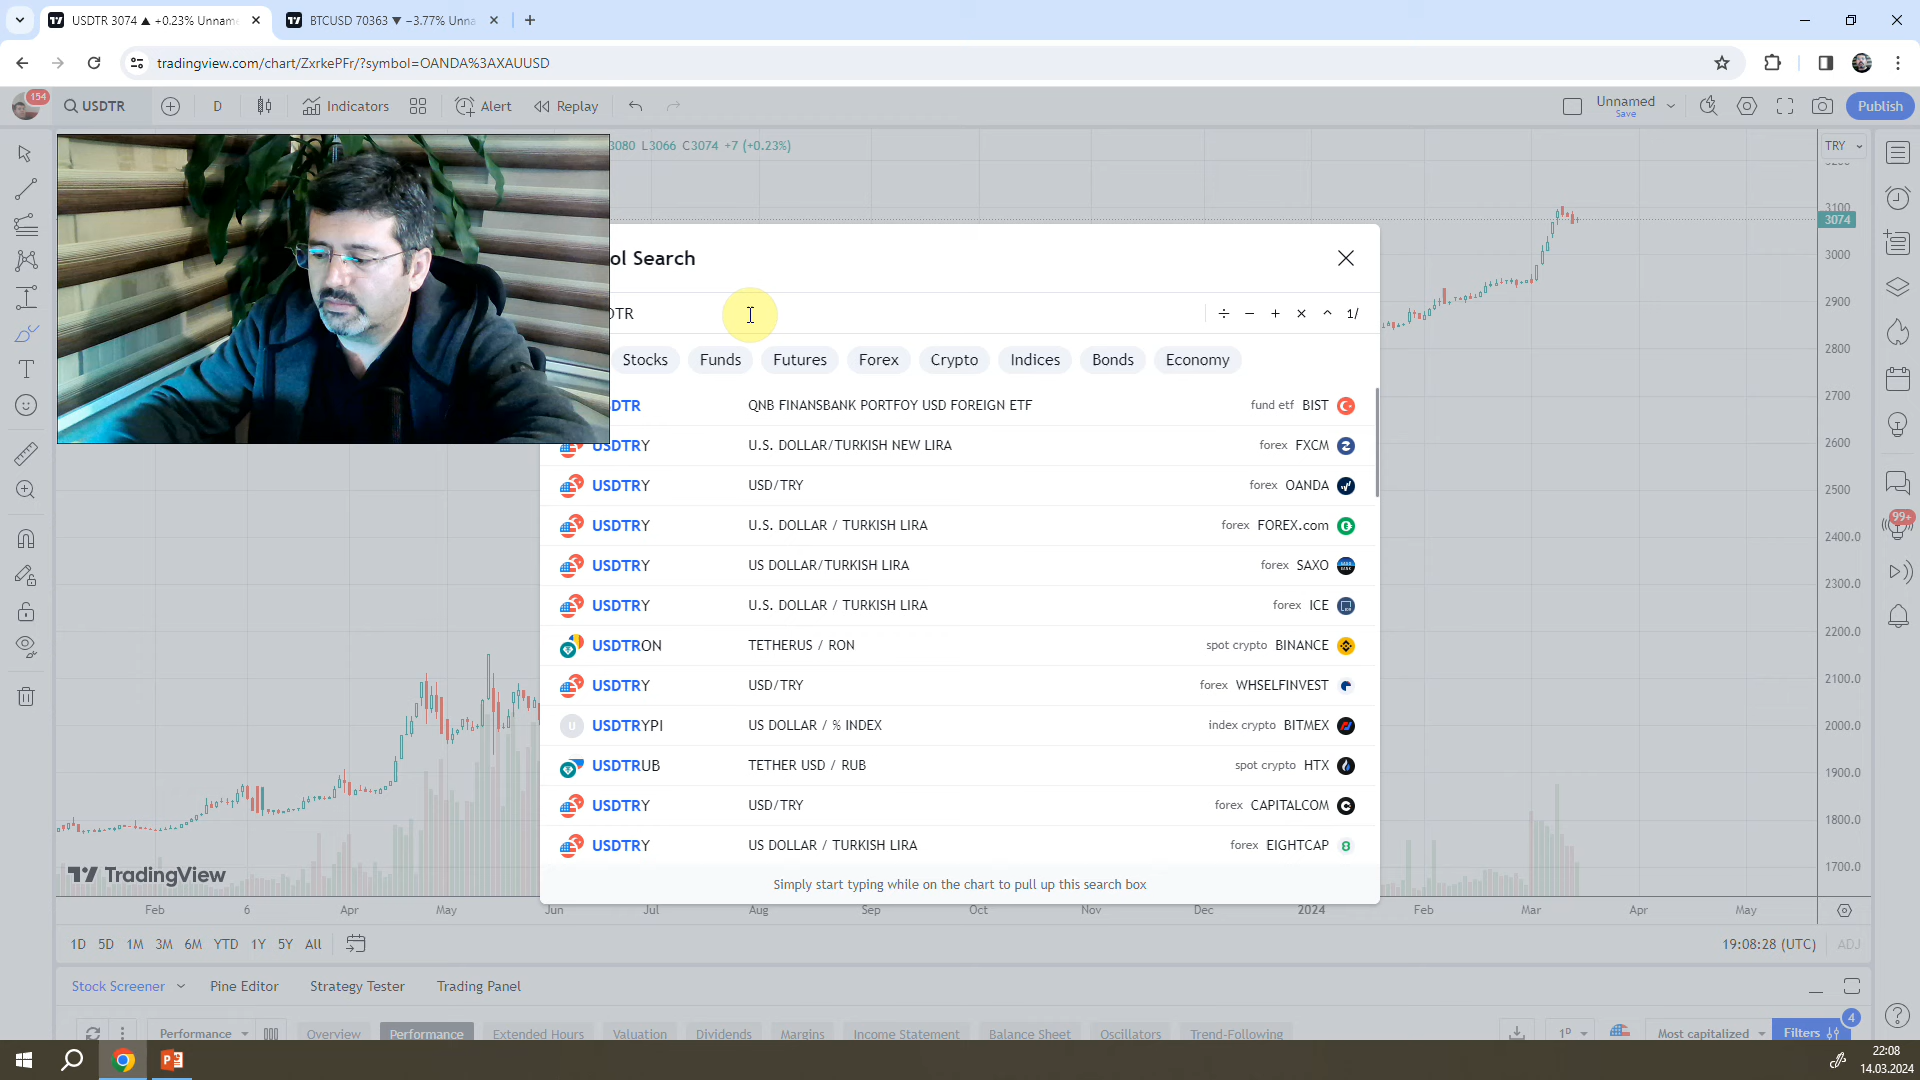 USDTR 3074 ▲ +0.23% Unname
BTCUSD 70363 ▼ −3.77% Unna
tradingview.com/chart/ZxrkePFr/?symbol=OANDA%3AXAUUSD
154
USDTR
D
Indicators
Alert
Replay
Unnamed
Save
Publish
3080 L3066 C3074 +7 (+0.23%)
TRY
3100
3074
3000
2900
2800
2700
2600
2500
2400.0
2300.0
2200.0
2100.0
2000.0
1900.0
1800.0
1700.0
ol Search
DTR
÷ − + × ^ 1/
Stocks Funds Futures Forex Crypto Indices Bonds Economy
DTR QNB FINANSBANK PORTFOY USD FOREIGN ETF fund etf BIST
USDTRY U.S. DOLLAR/TURKISH NEW LIRA forex FXCM
USDTRY USD/TRY forex OANDA
USDTRY U.S. DOLLAR / TURKISH LIRA forex FOREX.com
USDTRY US DOLLAR/TURKISH LIRA forex SAXO
USDTRY U.S. DOLLAR / TURKISH LIRA forex ICE
USDTRON TETHERUS / RON spot crypto BINANCE
USDTRY USD/TRY forex WHSELFINVEST
U USDTRYPI US DOLLAR / % INDEX index crypto BITMEX
USDTRUB TETHER USD / RUB spot crypto HTX
USDTRY USD/TRY forex CAPITALCOM
USDTRY US DOLLAR / TURKISH LIRA forex EIGHTCAP
Simply start typing while on the chart to pull up this search box
99+
TradingView
Feb 6 Apr May Jun Jul Aug Sep Oct Nov Dec 2024 Feb Mar Apr May
1D 5D 1M 3M 6M YTD 1Y 5Y All
19:08:28 (UTC) ADJ
Stock Screener Pine Editor Strategy Tester Trading Panel
Performance Overview Performance Extended Hours Valuation Dividends Margins Income Statement Balance Sheet Oscillators Trend-Following
1D Most capitalized Filters 4
22:08
14.03.2024